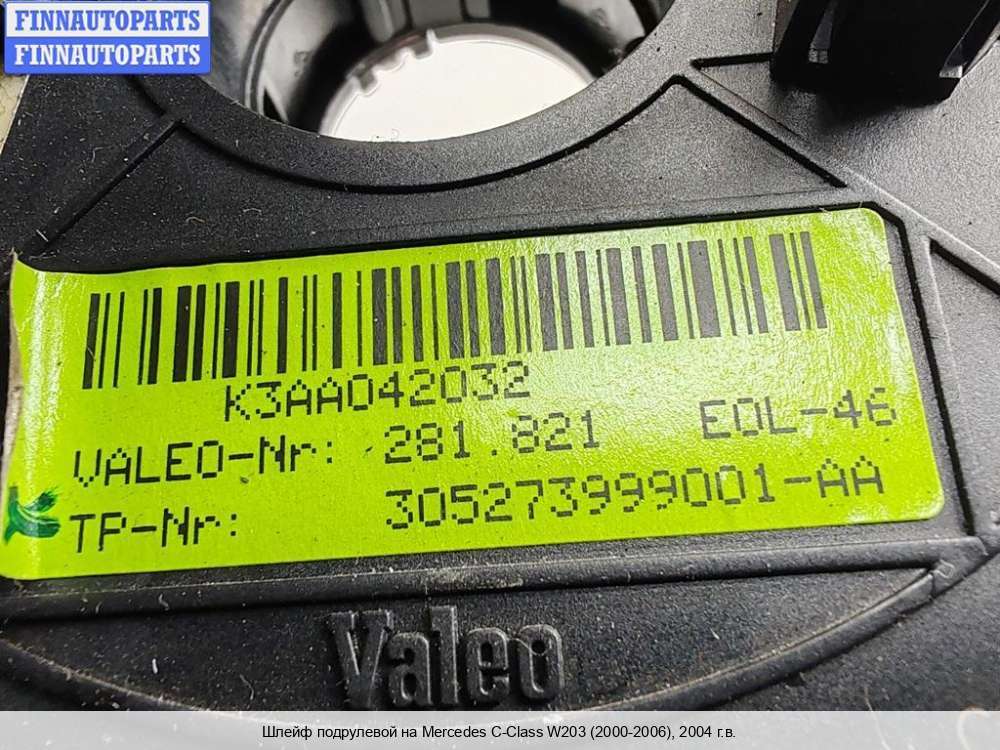 FINNAUTOPARTS
FINNAUTOPARTS
K3AA042032
VALEO-Nr: 281.821 EOL-46
TP-Nr: 305273999001-AA
Valeo
Шлейф подрулевой на Mercedes C-Class W203 (2000-2006), 2004 г.в.